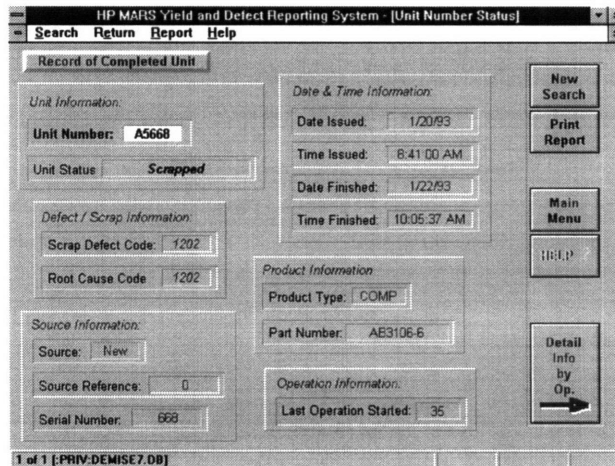 HP MARS Yield and Defect Reporting System - [Unit Number Status]
Search Return Report Help
Record of Completed Unit
Unit Information:
Unit Number: A5668
Unit Status Scrapped
Defect / Scrap Information:
Scrap Defect Code: 1202
Root Cause Code 1202
Source Information:
Source: New
Source Reference: 0
Serial Number: 668
Date & Time Information:
Date Issued: 1/20/93
Time Issued: 8:41:00 AM
Date Finished: 1/22/93
Time Finished: 10:05:37 AM
Product Information
Product Type: COMP
Part Number: AB3106-6
Operation Information:
Last Operation Started: 35
New
Search
Print
Report
Main
Menu
HELP ?
Detail
Info
by
Op.
1 of 1 [:PRIV:DEMISE7.DB]